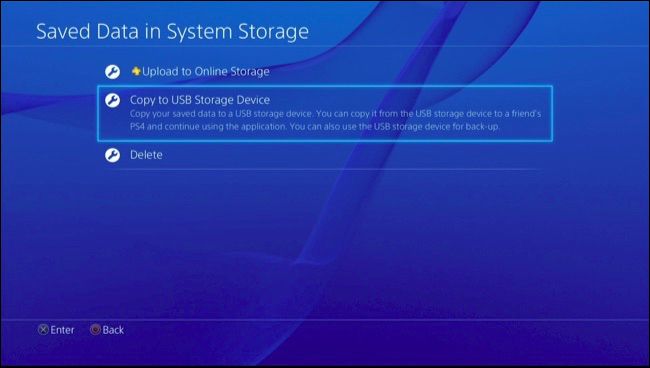 Saved Data in System Storage
Upload to Online Storage
Copy to USB Storage Device
Copy your saved data to a USB storage device. You can copy it from the USB storage device to a friend's
PS4 and continue using the application. You can also use the USB storage device for back-up.
Delete
Enter Back